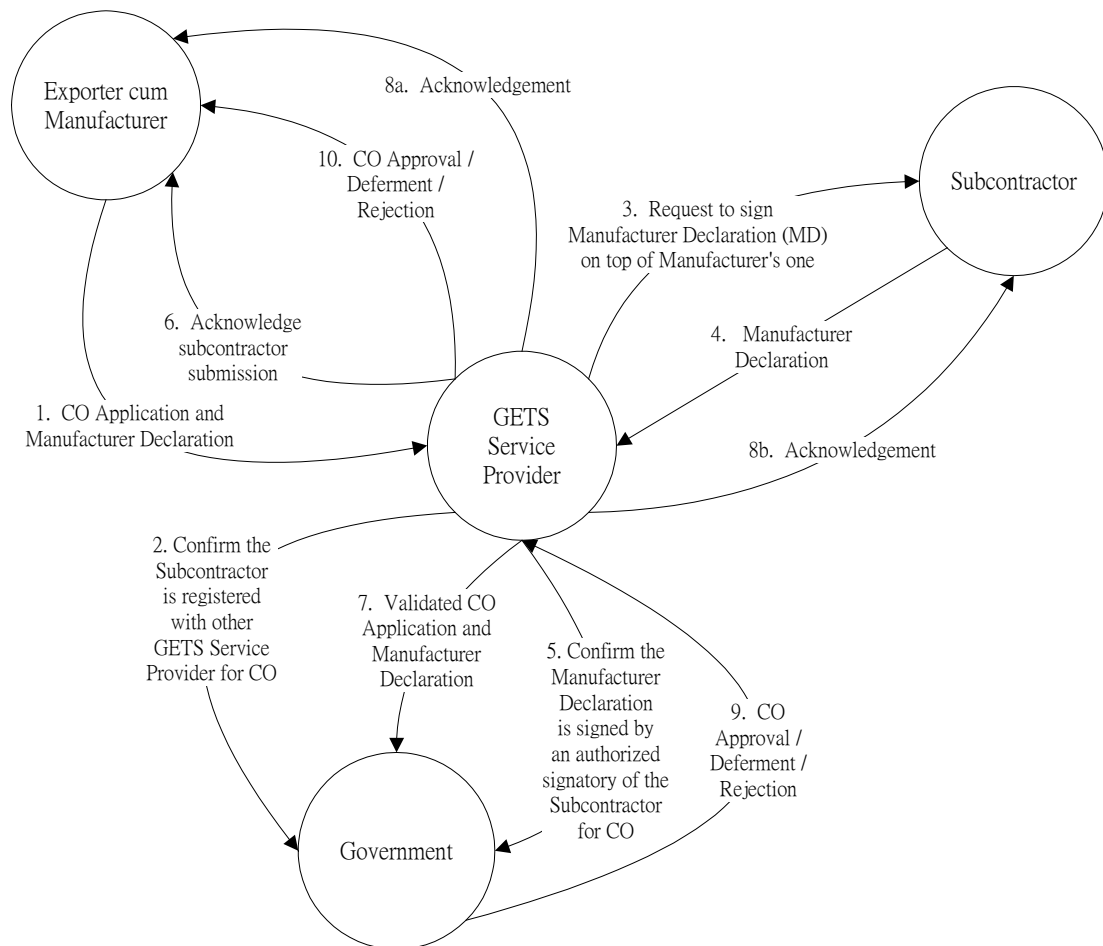 8a. Acknowledgement
Exporter cum
Manufacturer
10. CO Approval /
Deferment /
Rejection
Subcontractor
3. Request to sign
Manufacturer Declaration (MD)
on top of Manufacturer's one
6. Acknowledge
subcontractor
submission
4. Manufacturer
Declaration
1. CO Application and
Manufacturer Declaration
GETS
Service
Provider
8b. Acknowledgement
2. Confirm the
Subcontractor
is registered
with other
GETS Service
Provider for CO
7. Validated CO
Application and
Manufacturer
Declaration
5. Confirm the
Manufacturer
Declaration
is signed by
an authorized
signatory of the
Subcontractor
for CO
9. CO
Approval /
Deferment /
Rejection
Government